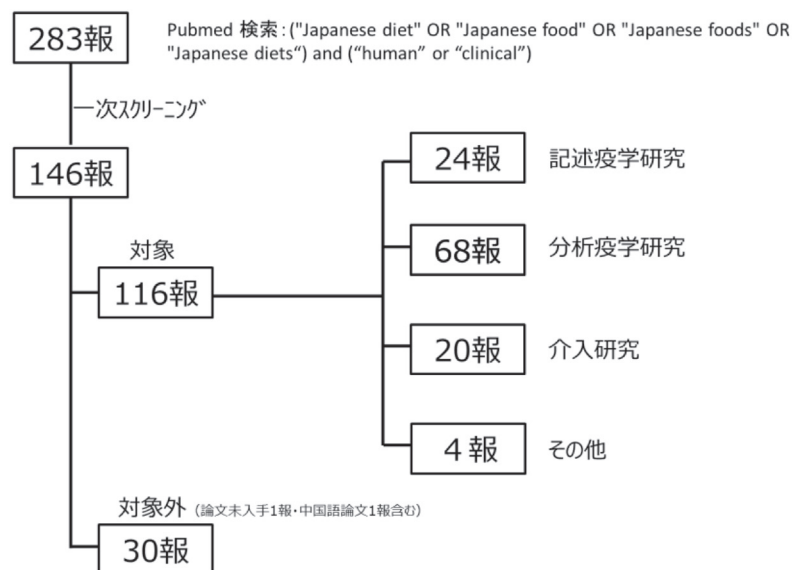 283報
Pubmed 検索：("Japanese diet" OR "Japanese food" OR "Japanese foods" OR
"Japanese diets“) and (“human” or “clinical”)
一次ｽｸﾘｰﾆﾝｸﾞ
146報
対象
116報
24報 記述疫学研究
68報 分析疫学研究
20報 介入研究
４報 その他
対象外（論文未入手1報・中国語論文1報含む）
30報